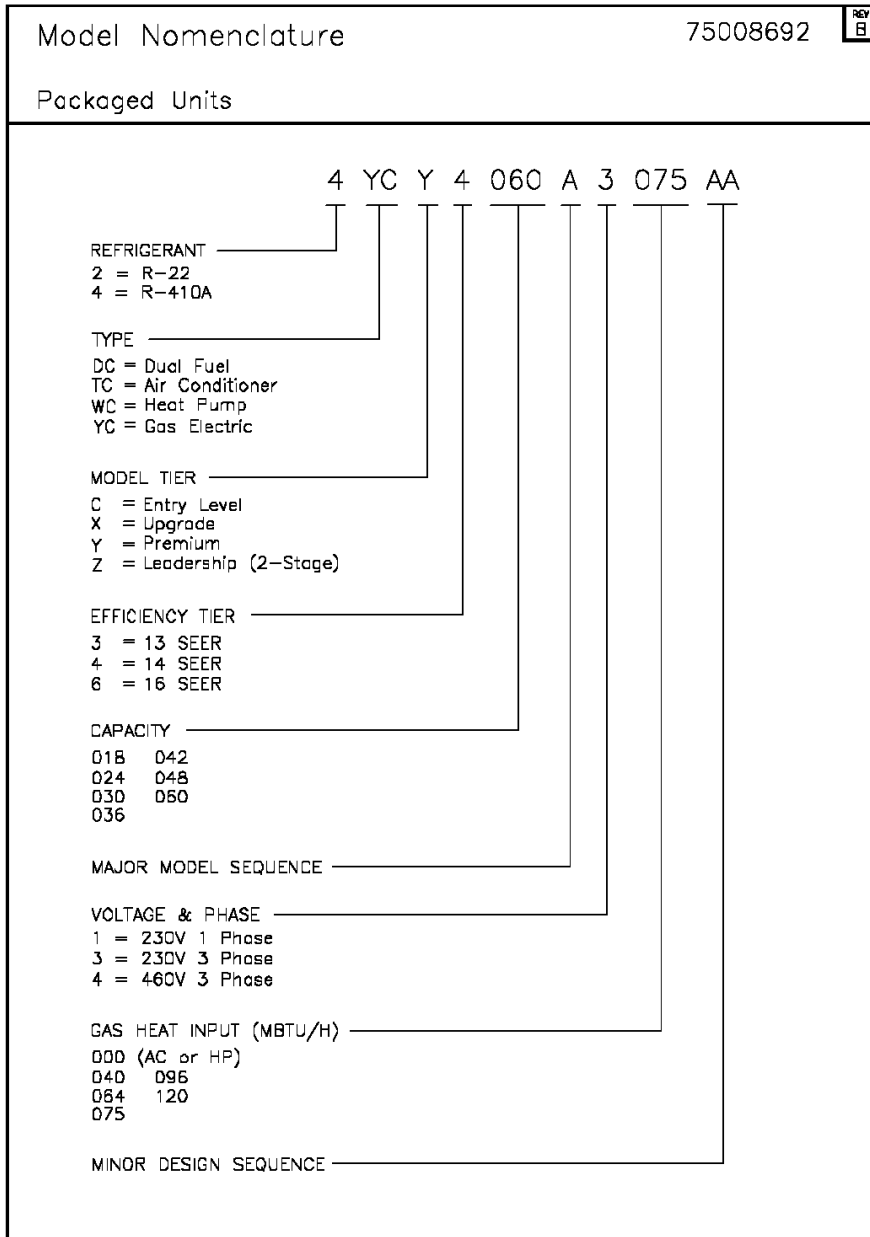 Model Nomenclature 75008692 REV B
Packaged Units
4 YC Y 4 060 A 3 075 AA
REFRIGERANT
2 = R-22
4 = R-410A
TYPE
DC = Dual Fuel
TC = Air Conditioner
WC = Heat Pump
YC = Gas Electric
MODEL TIER
C = Entry Level
X = Upgrade
Y = Premium
Z = Leadership (2-Stage)
EFFICIENCY TIER
3 = 13 SEER
4 = 14 SEER
6 = 16 SEER
CAPACITY
018 042
024 048
030 060
036
MAJOR MODEL SEQUENCE
VOLTAGE & PHASE
1 = 230V 1 Phase
3 = 230V 3 Phase
4 = 460V 3 Phase
GAS HEAT INPUT (MBTU/H)
000 (AC or HP)
040 096
064 120
075
MINOR DESIGN SEQUENCE